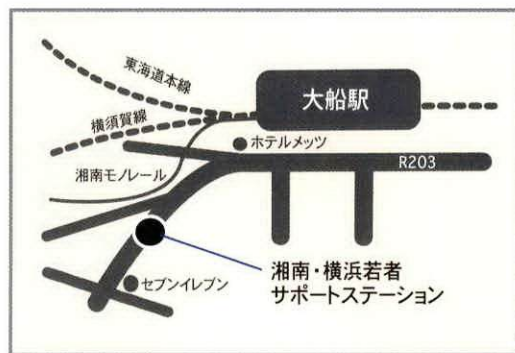 東海道本線
大船駅
横須賀線
ホテルメッツ
R203
湘南モノレール
湘南・横浜若者
サポートステーション
セブンイレブン